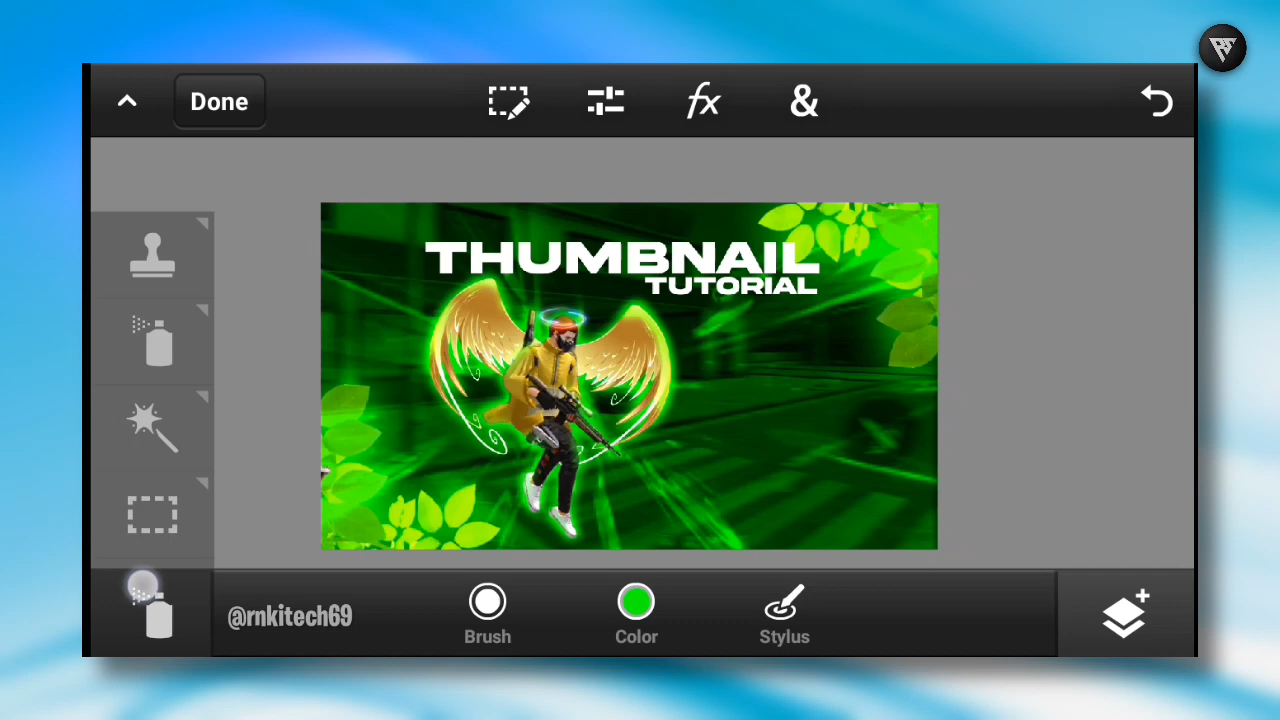 Done
fx
&
THUMBNAIL
TUTORIAL
@rnkitech69
Brush
Color
Stylus